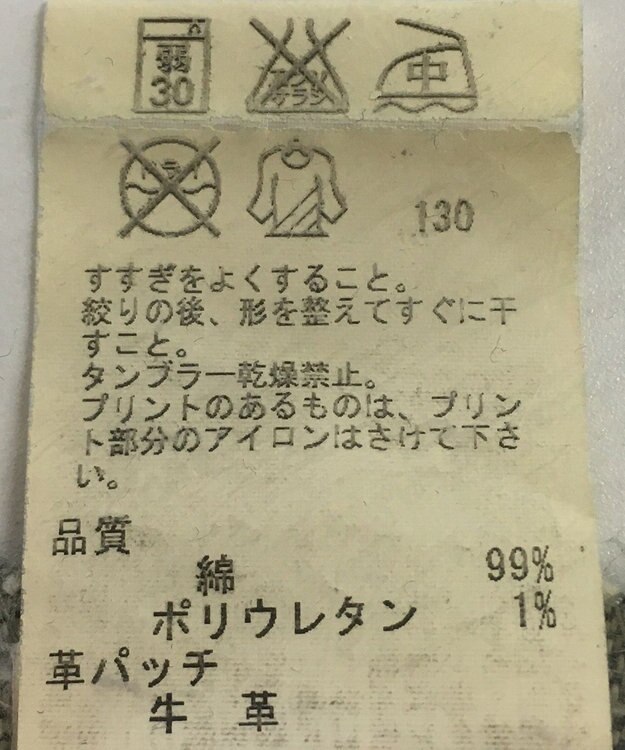 弱
30
エンソ
サラシ
中
ドライ
130
すすぎをよくすること。
絞りの後、形を整えてすぐに干
すこと。
タンブラー乾燥禁止。
プリントのあるものは、プリン
ト部分のアイロンはさけて下さ
い。
品質
綿 99%
ポリウレタン 1%
革パッチ
牛 革